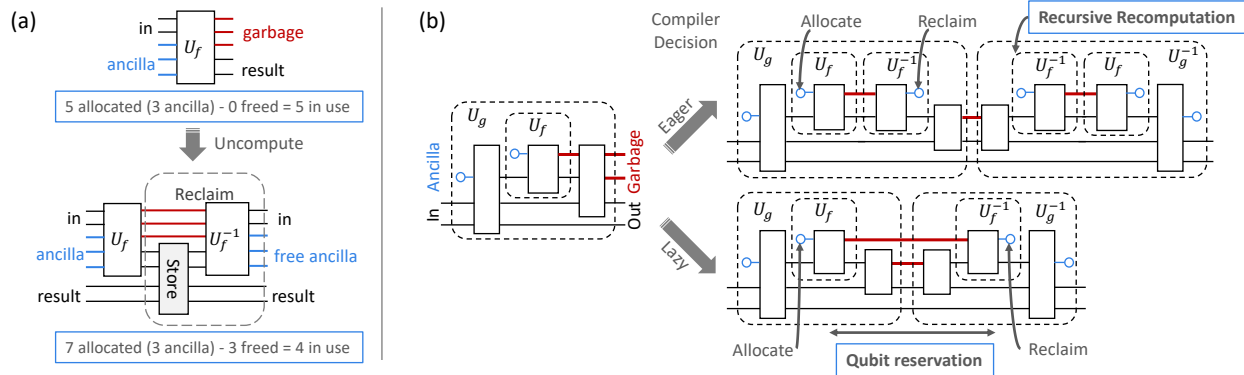 (a)
in
U_f
garbage
ancilla
result
5 allocated (3 ancilla) - 0 freed = 5 in use
Uncompute
Reclaim
in
U_f
U_f^{-1}
in
ancilla
free ancilla
Store
result
result
7 allocated (3 ancilla) - 3 freed = 4 in use
(b)
U_g
U_f
Ancilla
Garbage
In
Out
Compiler
Decision
Eager
Lazy
Allocate
Reclaim
Recursive Recomputation
U_g
U_f
U_f^{-1}
U_f^{-1}
U_f
U_g^{-1}
U_g
U_f
U_f^{-1}
U_g^{-1}
Allocate
Qubit reservation
Reclaim